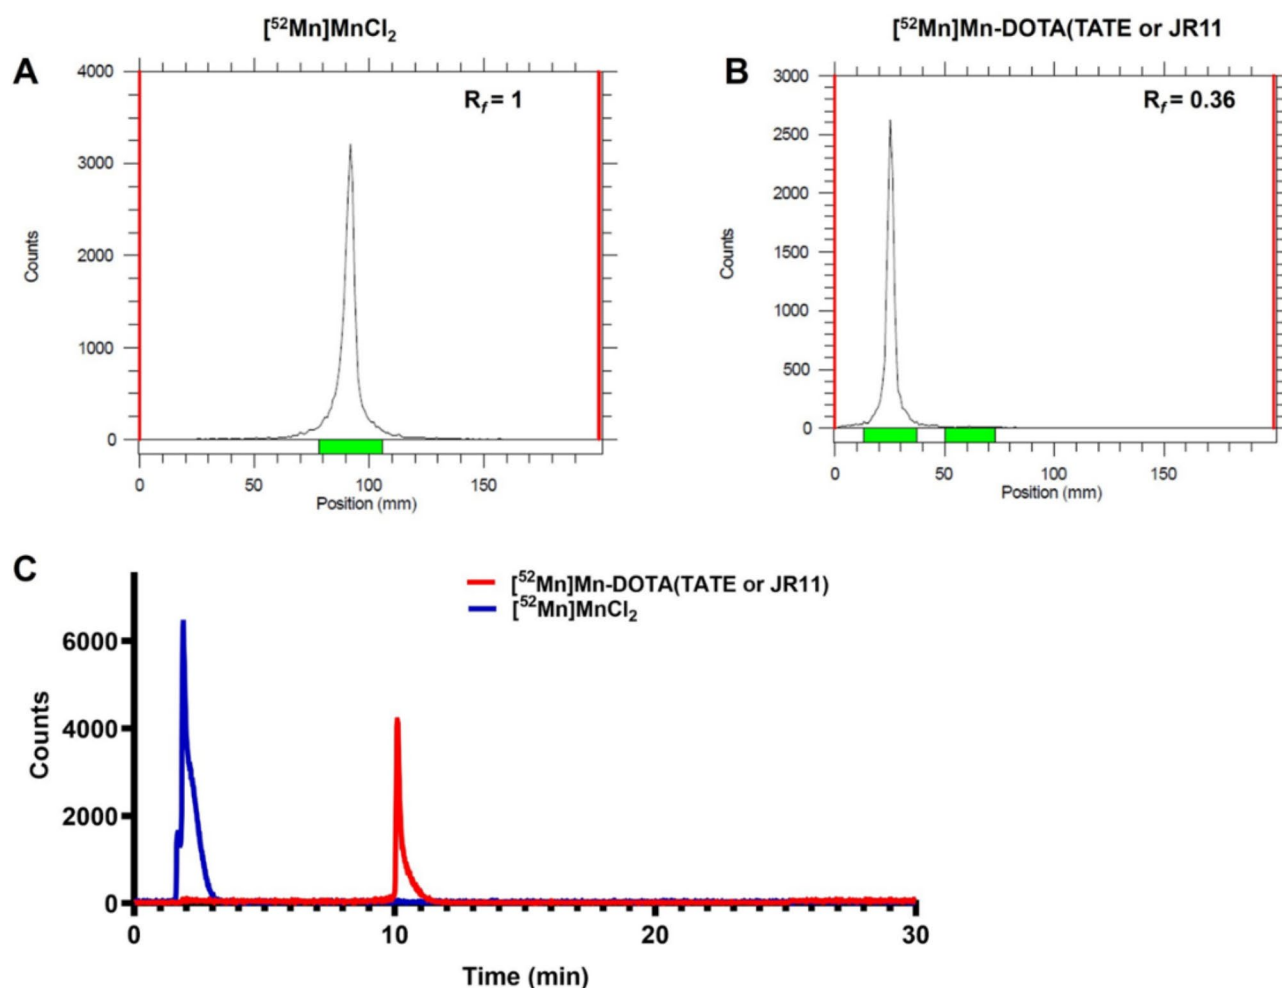 [⁵²Mn]MnCl₂
A
4000
3000
2000
1000
0
Counts
R𝑓 = 1
0 50 100 150
Position (mm)
[⁵²Mn]Mn-DOTA(TATE or JR11
B
3000
2500
2000
1500
1000
500
0
Counts
R𝑓 = 0.36
0 50 100 150
Position (mm)
C
[⁵²Mn]Mn-DOTA(TATE or JR11)
[⁵²Mn]MnCl₂
6000
4000
2000
0
Counts
0 10 20 30
Time (min)